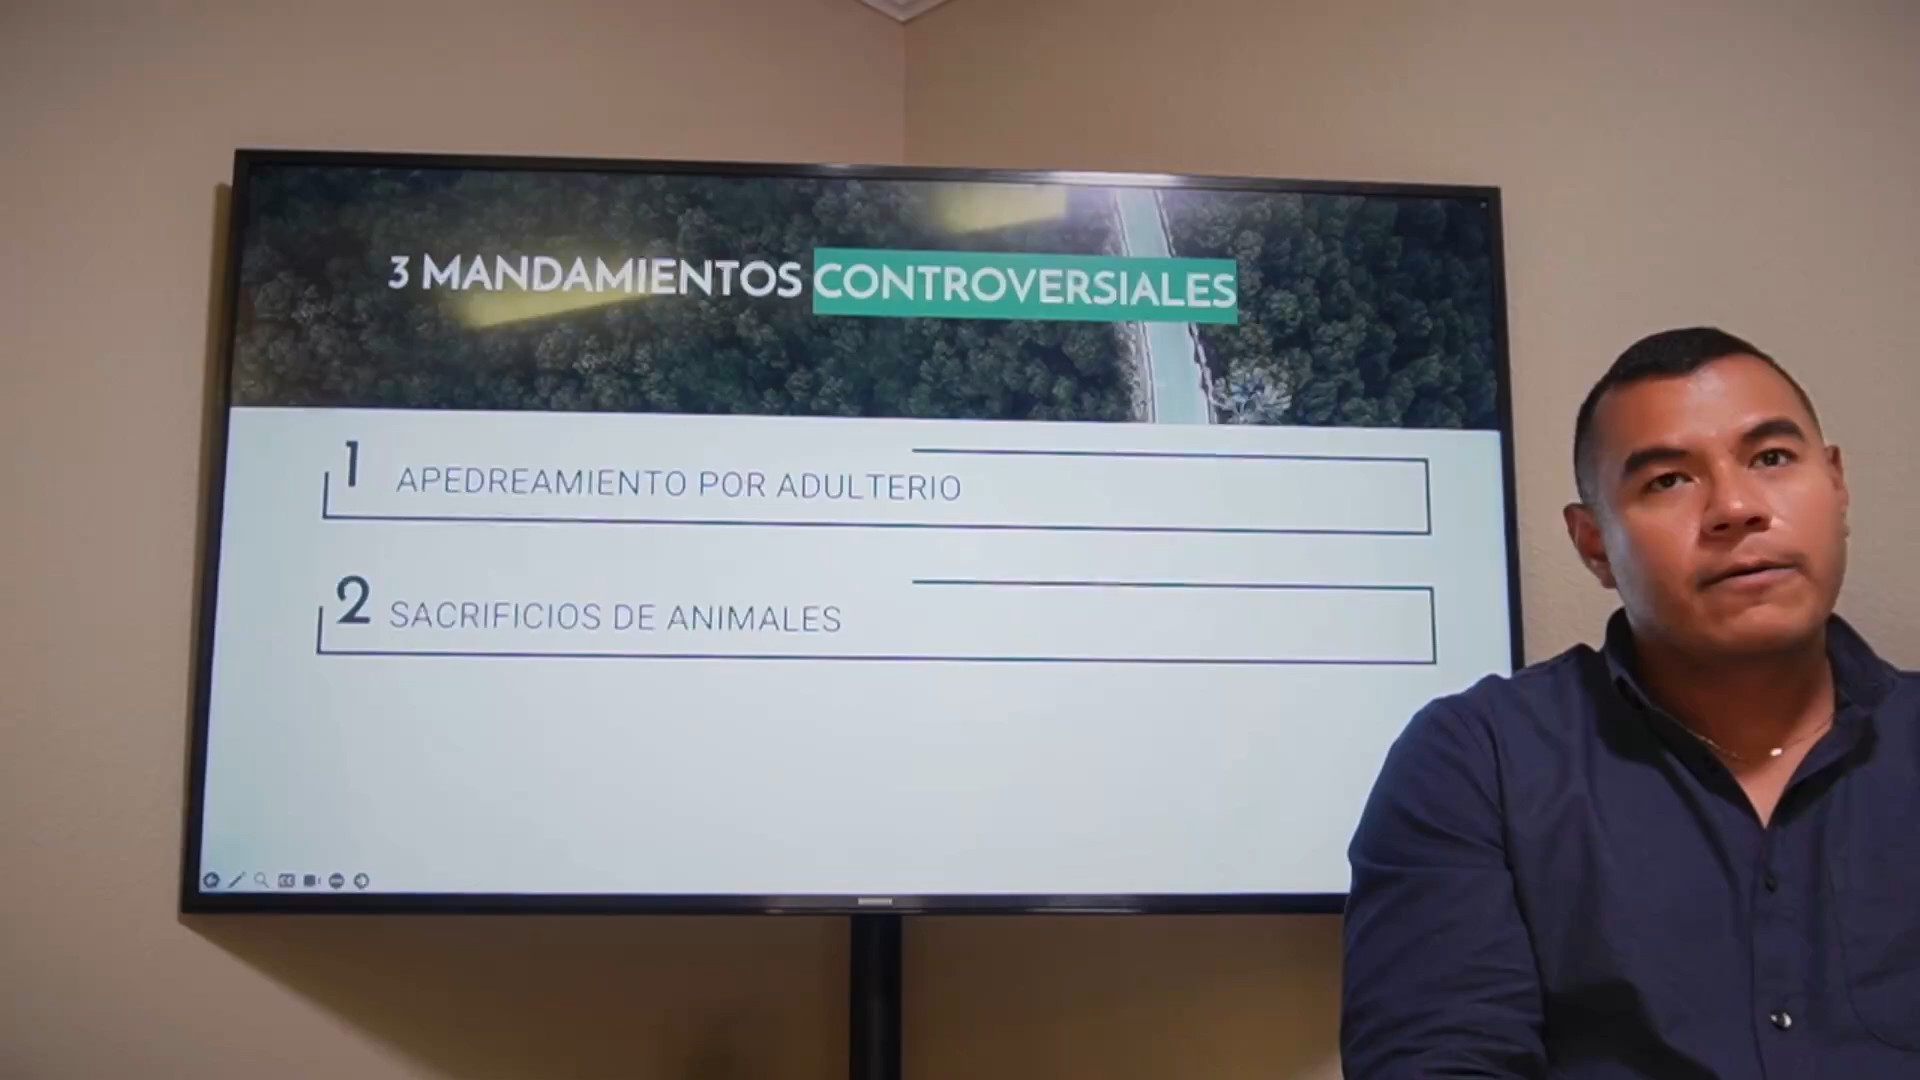 3 MANDAMIENTOS CONTROVERSIALES
1 APEDREAMIENTO POR ADULTERIO
2 SACRIFICIOS DE ANIMALES